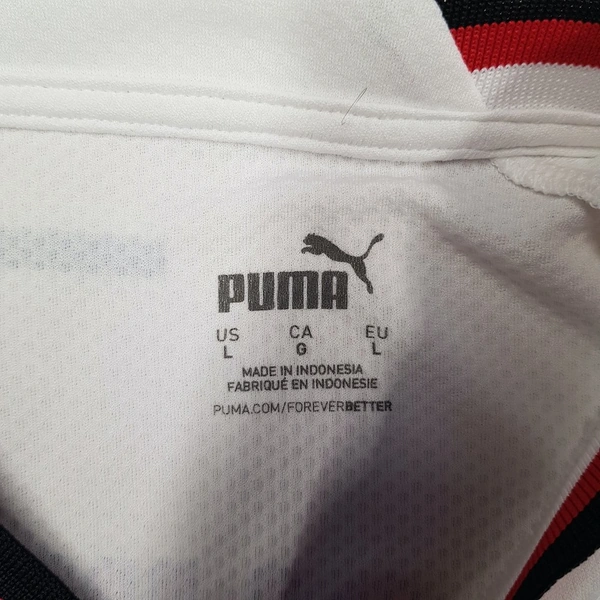 PUMA
US CA EU
L G L
MADE IN INDONESIA
FABRIQUÉ EN INDONESIE
PUMA.COM/FOREVERBETTER